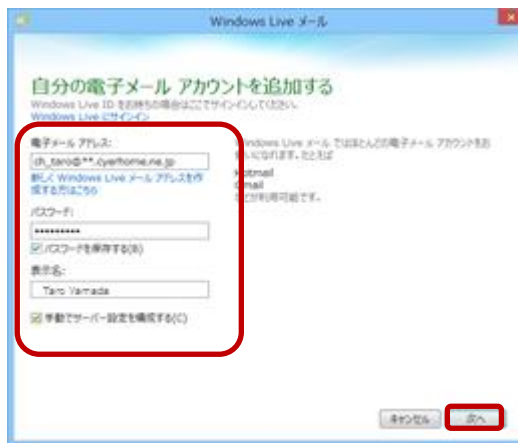 Windows Live メール
自分の電子メール アカウントを追加する
Windows Live ID をお持ちの場合はここでサインインしてください。
Windows Live にサインイン
電子メール アドレス:
ch_taro@**.cyerhome.ne.jp
新しく Windows Live メール アドレスを作
成する方はこちら
パスワード:
•••••••••
パスワードを保存する(B)
表示名:
Taro Yamada
手動でサーバー設定を構成する(C)
Windows Live メール ではほとんどの電子メール アカウントをお
使いになれます。たとえば
Hotmail
Gmail
などが利用可能です。
キャンセル
次へ